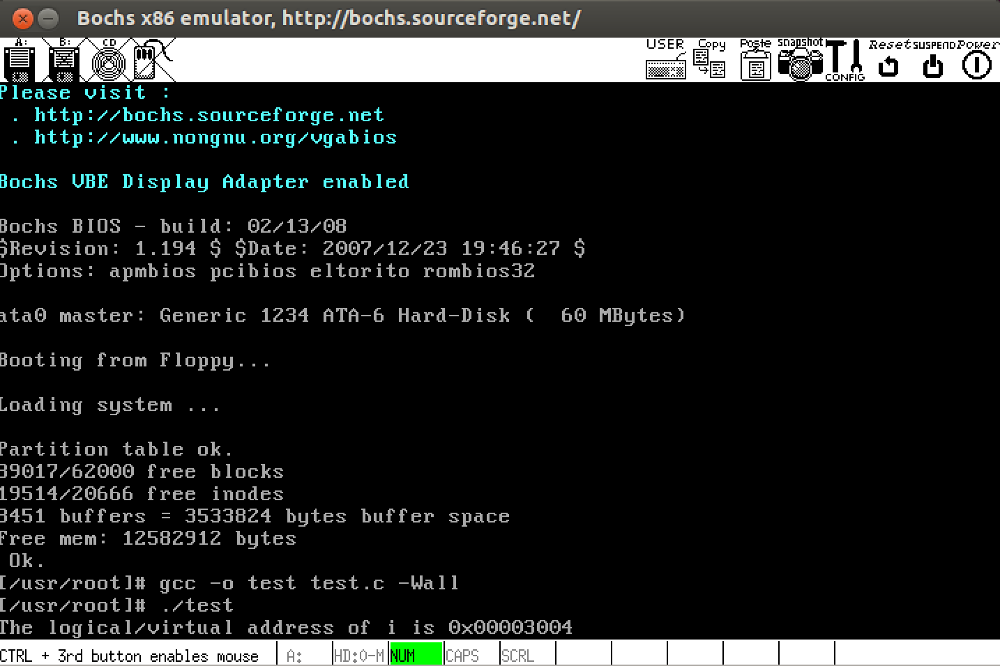 Bochs x86 emulator, http://bochs.sourceforge.net/
A: B: CD USER Copy Paste snapshot CONFIG Reset SUSPEND Power
Please visit :
. http://bochs.sourceforge.net
. http://www.nongnu.org/vgabios
Bochs VBE Display Adapter enabled
Bochs BIOS - build: 02/13/08
$Revision: 1.194 $ $Date: 2007/12/23 19:46:27 $
Options: apmbios pcibios eltorito rombios32
ata0 master: Generic 1234 ATA-6 Hard-Disk (  60 MBytes)
Booting from Floppy...
Loading system ...
Partition table ok.
39017/62000 free blocks
19514/20666 free inodes
3451 buffers = 3533824 bytes buffer space
Free mem: 12582912 bytes
Ok.
[/usr/root]# gcc -o test test.c -Wall
[/usr/root]# ./test
The logical/virtual address of i is 0x00003004
CTRL + 3rd button enables mouse A: HD:0-M NUM CAPS SCRL